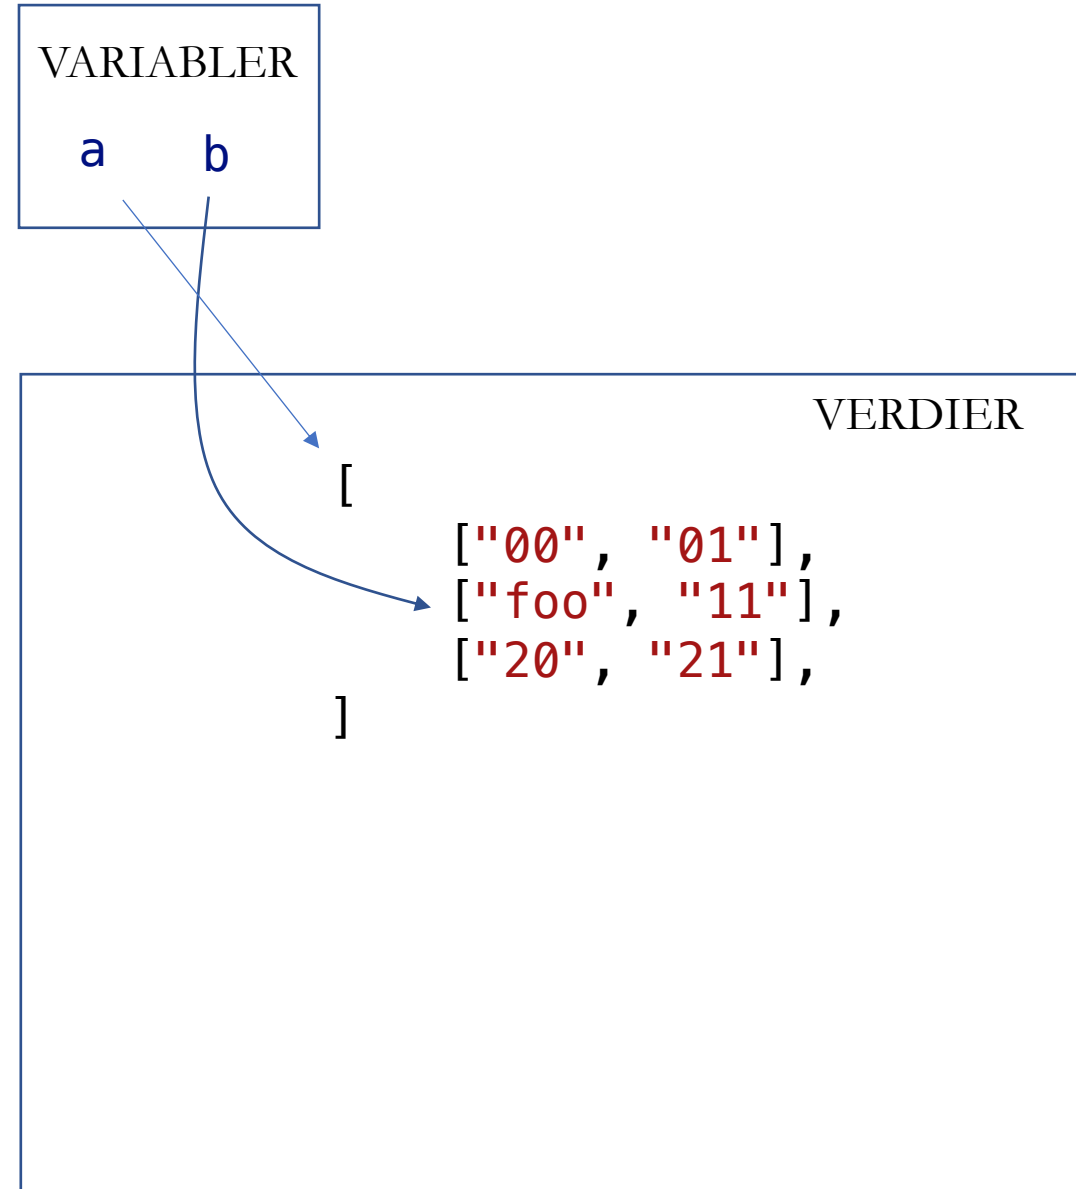 VARIABLER
a b
VERDIER
[
["00", "01"],
["foo", "11"],
["20", "21"],
]